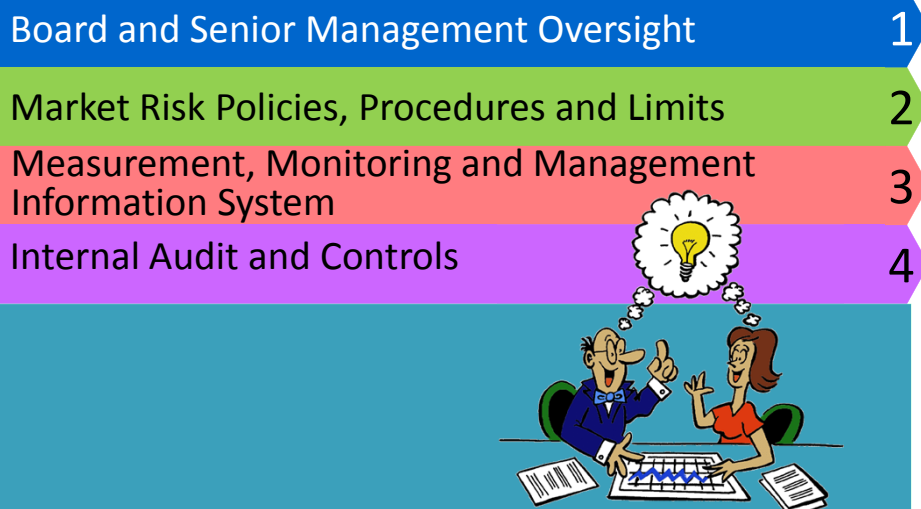 Board and Senior Management Oversight 1
Market Risk Policies, Procedures and Limits 2
Measurement, Monitoring and Management
Information System 3
Internal Audit and Controls 4